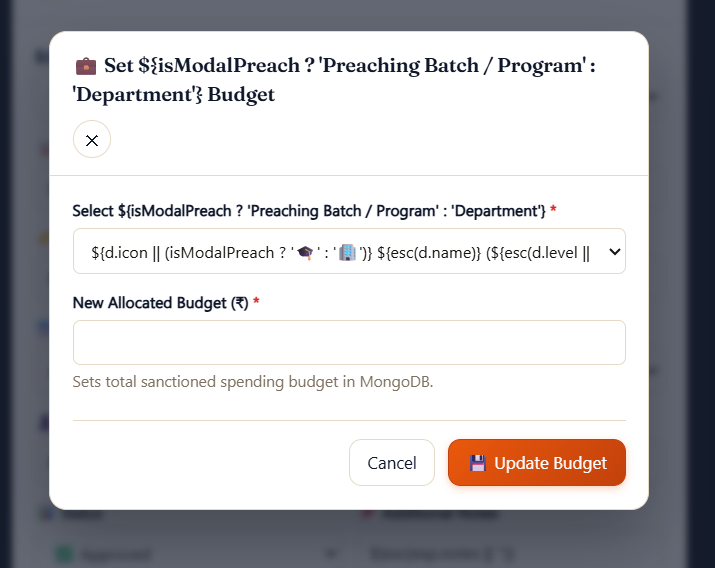 💼 Set ${isModalPreach ? 'Preaching Batch / Program' :
'Department'} Budget
✕
Select ${isModalPreach ? 'Preaching Batch / Program' : 'Department'} *
${d.icon || (isModalPreach ? '🎓' : '🏢')} ${esc(d.name)} (${esc(d.level ||
New Allocated Budget (₹) *
Sets total sanctioned spending budget in MongoDB.
Cancel
💾 Update Budget
Approved